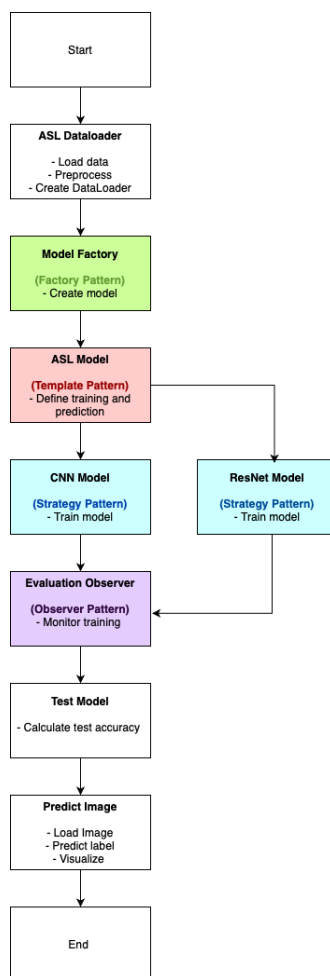 Start
ASL Dataloader
- Load data
- Preprocess
- Create DataLoader
Model Factory
(Factory Pattern)
- Create model
ASL Model
(Template Pattern)
- Define training and
prediction
CNN Model
(Strategy Pattern)
- Train model
ResNet Model
(Strategy Pattern)
- Train model
Evaluation Observer
(Observer Pattern)
- Monitor training
Test Model
- Calculate test accuracy
Predict Image
- Load Image
- Predict label
- Visualize
End